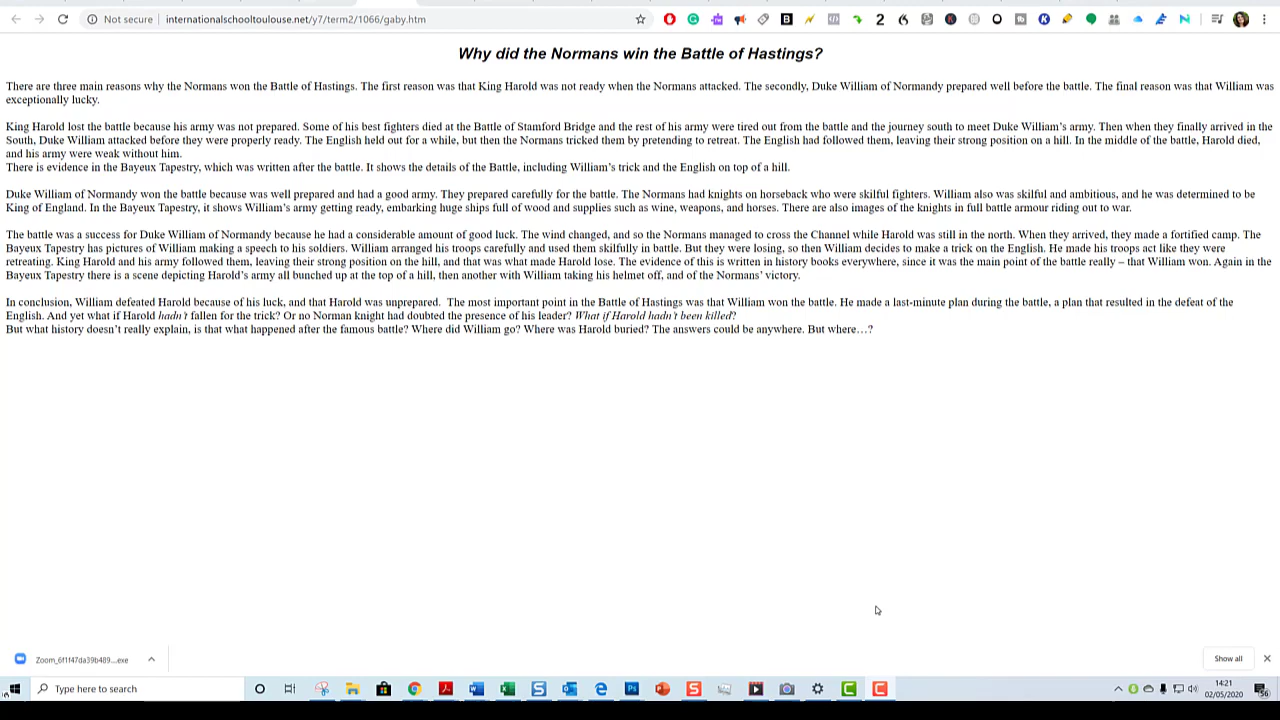 Not secure
internationalschooltoulouse.net/y7/term2/1066/gaby.htm
Why did the Normans win the Battle of Hastings?
There are three main reasons why the Normans won the Battle of Hastings. The first reason was that King Harold was not ready when the Normans attacked. The secondly, Duke William of Normandy prepared well before the battle. The final reason was that William was
exceptionally lucky.
King Harold lost the battle because his army was not prepared. Some of his best fighters died at the Battle of Stamford Bridge and the rest of his army were tired out from the battle and the journey south to meet Duke William's army. Then when they finally arrived in the
South, Duke William attacked before they were properly ready. The English held out for a while, but then the Normans tricked them by pretending to retreat. The English had followed them, leaving their strong position on a hill. In the middle of the battle, Harold died,
and his army were weak without him.
There is evidence in the Bayeux Tapestry, which was written after the battle. It shows the details of the Battle, including William's trick and the English on top of a hill.
Duke William of Normandy won the battle because was well prepared and had a good army. They prepared carefully for the battle. The Normans had knights on horseback who were skilful fighters. William also was skilful and ambitious, and he was determined to be
King of England. In the Bayeux Tapestry, it shows William's army getting ready, embarking huge ships full of wood and supplies such as wine, weapons, and horses. There are also images of the knights in full battle armour riding out to war.
The battle was a success for Duke William of Normandy because he had a considerable amount of good luck. The wind changed, and so the Normans managed to cross the Channel while Harold was still in the north. When they arrived, they made a fortified camp. The
Bayeux Tapestry has pictures of William making a speech to his soldiers. William arranged his troops carefully and used them skilfully in battle. But they were losing, so then William decides to make a trick on the English. He made his troops act like they were
retreating. King Harold and his army followed them, leaving their strong position on the hill, and that was what made Harold lose. The evidence of this is written in history books everywhere, since it was the main point of the battle really – that William won. Again in the
Bayeux Tapestry there is a scene depicting Harold's army all bunched up at the top of a hill, then another with William taking his helmet off, and of the Normans' victory.
In conclusion, William defeated Harold because of his luck, and that Harold was unprepared. The most important point in the Battle of Hastings was that William won the battle. He made a last-minute plan during the battle, a plan that resulted in the defeat of the
English. And yet what if Harold hadn't fallen for the trick? Or no Norman knight had doubted the presence of his leader? What if Harold hadn't been killed?
But what history doesn't really explain, is that what happened after the famous battle? Where did William go? Where was Harold buried? The answers could be anywhere. But where…?
Zoom_6f1f47da39b489....exe
Show all
Type here to search
14:21
02/05/2020